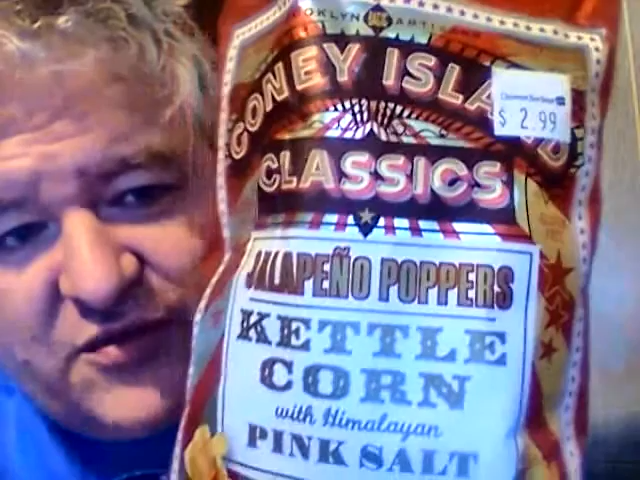 CONEY ISLAND
$ 2.99
CLASSICS
JALAPEÑO POPPERS
KETTLE
CORN
with Himalayan
PINK SALT